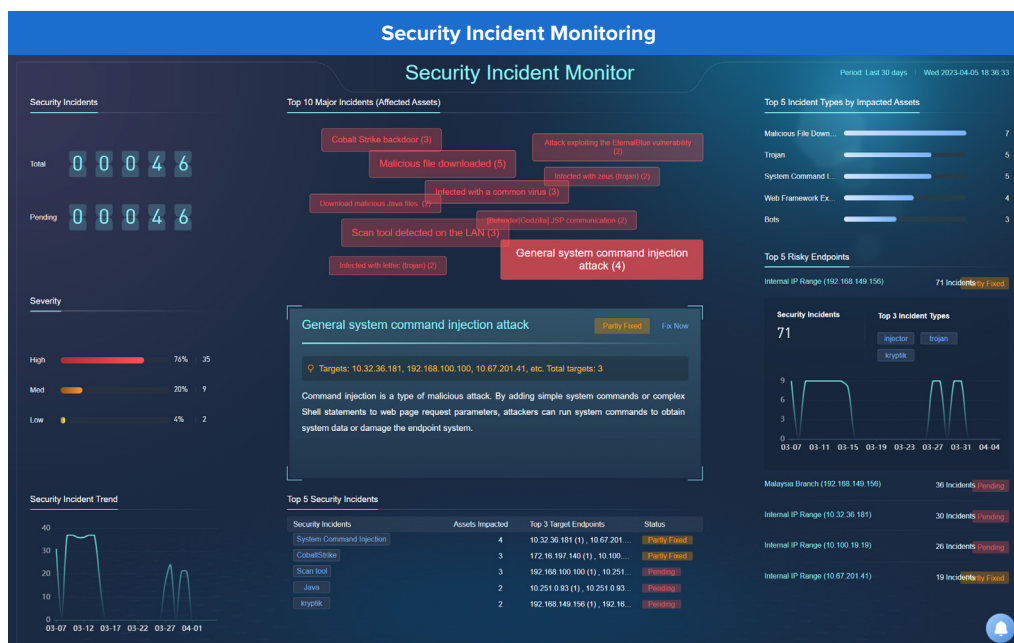 Security Incident Monitoring
Security Incident Monitor
Period: Last 30 days
Wed 2023-04-05 18:36:33
Security Incidents
Total
0 0 0 4 6
Pending
0 0 0 4 6
Severity
High 76% 35
Med 20% 9
Low 4% 2
Security Incident Trend
40
30
20
10
0
03-07 03-12 03-17 03-22 03-27 04-01
Top 10 Major Incidents (Affected Assets)
Cobalt Strike backdoor (3)
Attack exploiting the EternalBlue vulnerability
(2)
Malicious file downloaded (5)
Infected with zeus (trojan) (2)
Infected with a common virus (3)
Download malicious Java files (2)
Godzilla] JSP communication (2)
Scan tool detected on the LAN (3)
General system command injection
attack (4)
Infected with lethic (trojan) (2)
General system command injection attack
Partly Fixed
Fix Now
Targets: 10.32.36.181, 192.168.100.100, 10.67.201.41, etc. Total targets: 3
Command injection is a type of malicious attack. By adding simple system commands or complex
Shell statements to web page request parameters, attackers can run system commands to obtain
system data or damage the endpoint system.
Top 5 Security Incidents
Security Incidents Assets Impacted Top 3 Target Endpoints Status
System Command Injection 4 10.32.36.181 (1) , 10.67.201.... Partly Fixed
CobaltStrike 3 172.16.197.140 (1) , 10.100.... Partly Fixed
Scan tool 3 192.168.100.100 (1) , 10.251.... Pending
Java 2 10.251.0.93 (1) , 10.251.0.93... Pending
kryptik 2 192.168.149.156 (1) , 192.16... Pending
Top 5 Incident Types by Impacted Assets
Malicious File Down... 7
Trojan 5
System Command I... 5
Web Framework Ex... 4
Bots 3
Top 5 Risky Endpoints
Internal IP Range (192.168.149.156) 71 Incidents Partly Fixed
Security Incidents
71
Top 3 Incident Types
injector
trojan
kryptik
9
6
3
0
03-07 03-11 03-15 03-19 03-23 03-27 03-31 04-04
Malaysia Branch (192.168.149.156) 36 Incidents Pending
Internal IP Range (10.32.36.181) 30 Incidents Pending
Internal IP Range (10.100.19.19) 26 Incidents Pending
Internal IP Range (10.67.201.41) 19 Incidents Partly Fixed